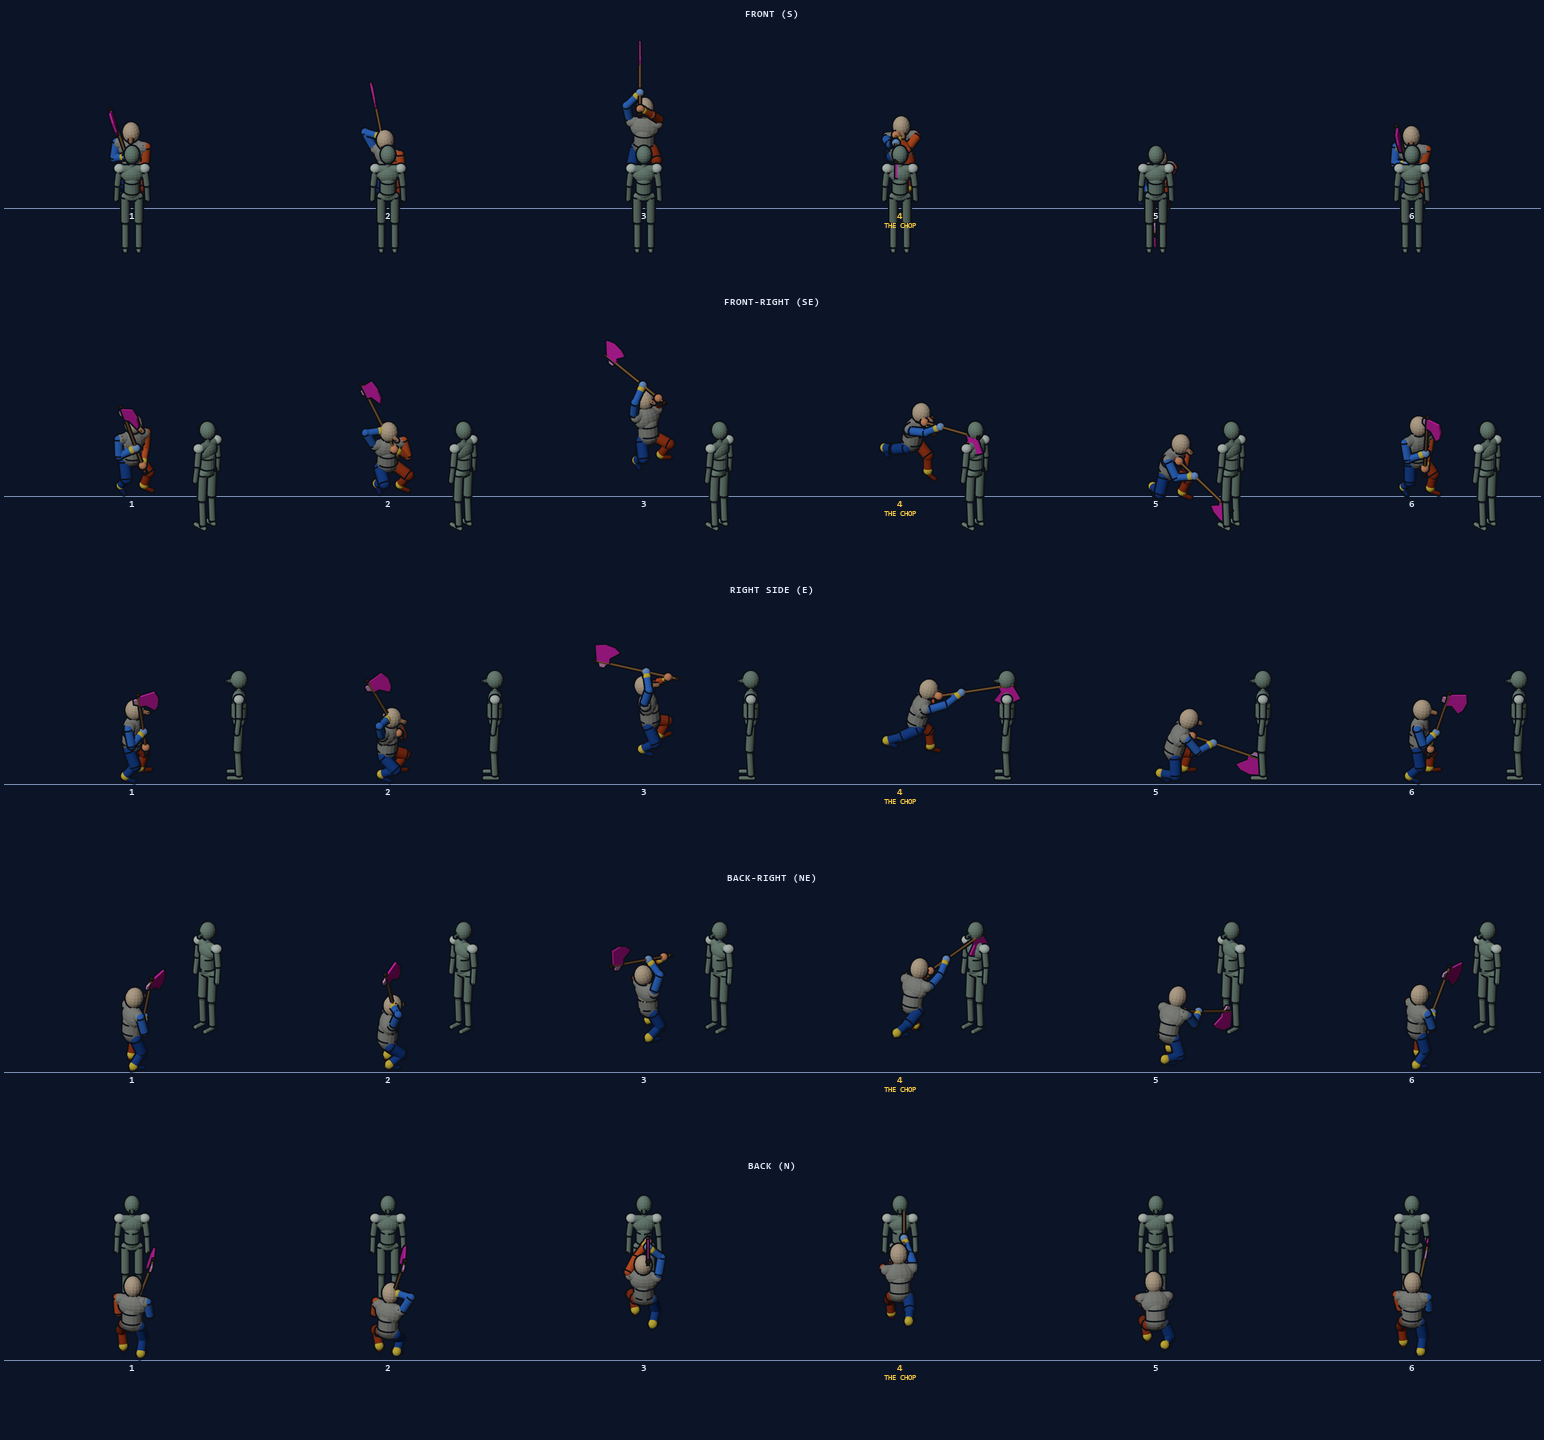 FRONT (S)
1 2 3 4 5 6
THE CHOP
FRONT-RIGHT (SE)
1 2 3 4 5 6
THE CHOP
RIGHT SIDE (E)
1 2 3 4 5 6
THE CHOP
BACK-RIGHT (NE)
1 2 3 4 5 6
THE CHOP
BACK (N)
1 2 3 4 5 6
THE CHOP